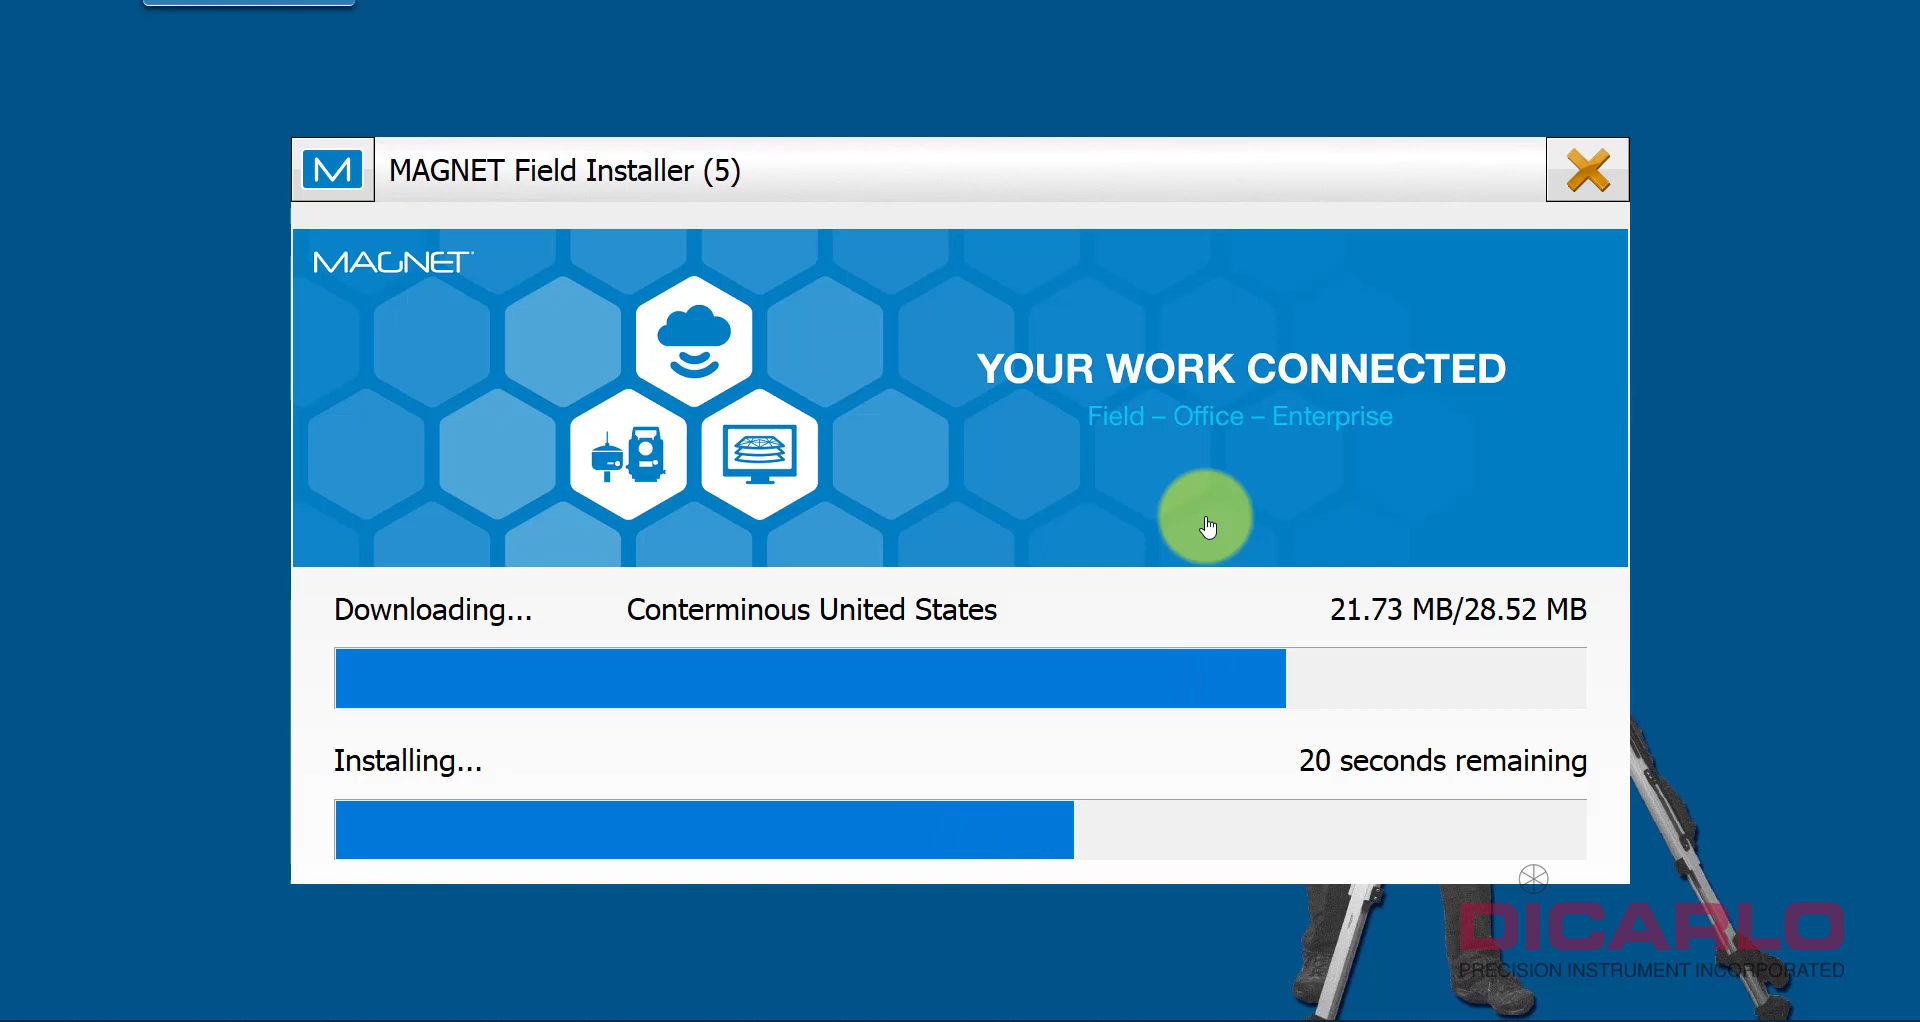 MAGNET Field Installer (5)
MAGNET
YOUR WORK CONNECTED
Field – Office – Enterprise
Downloading... Conterminous United States 21.73 MB/28.52 MB
Installing... 20 seconds remaining
DICARLO
PRECISION INSTRUMENT INCORPORATED